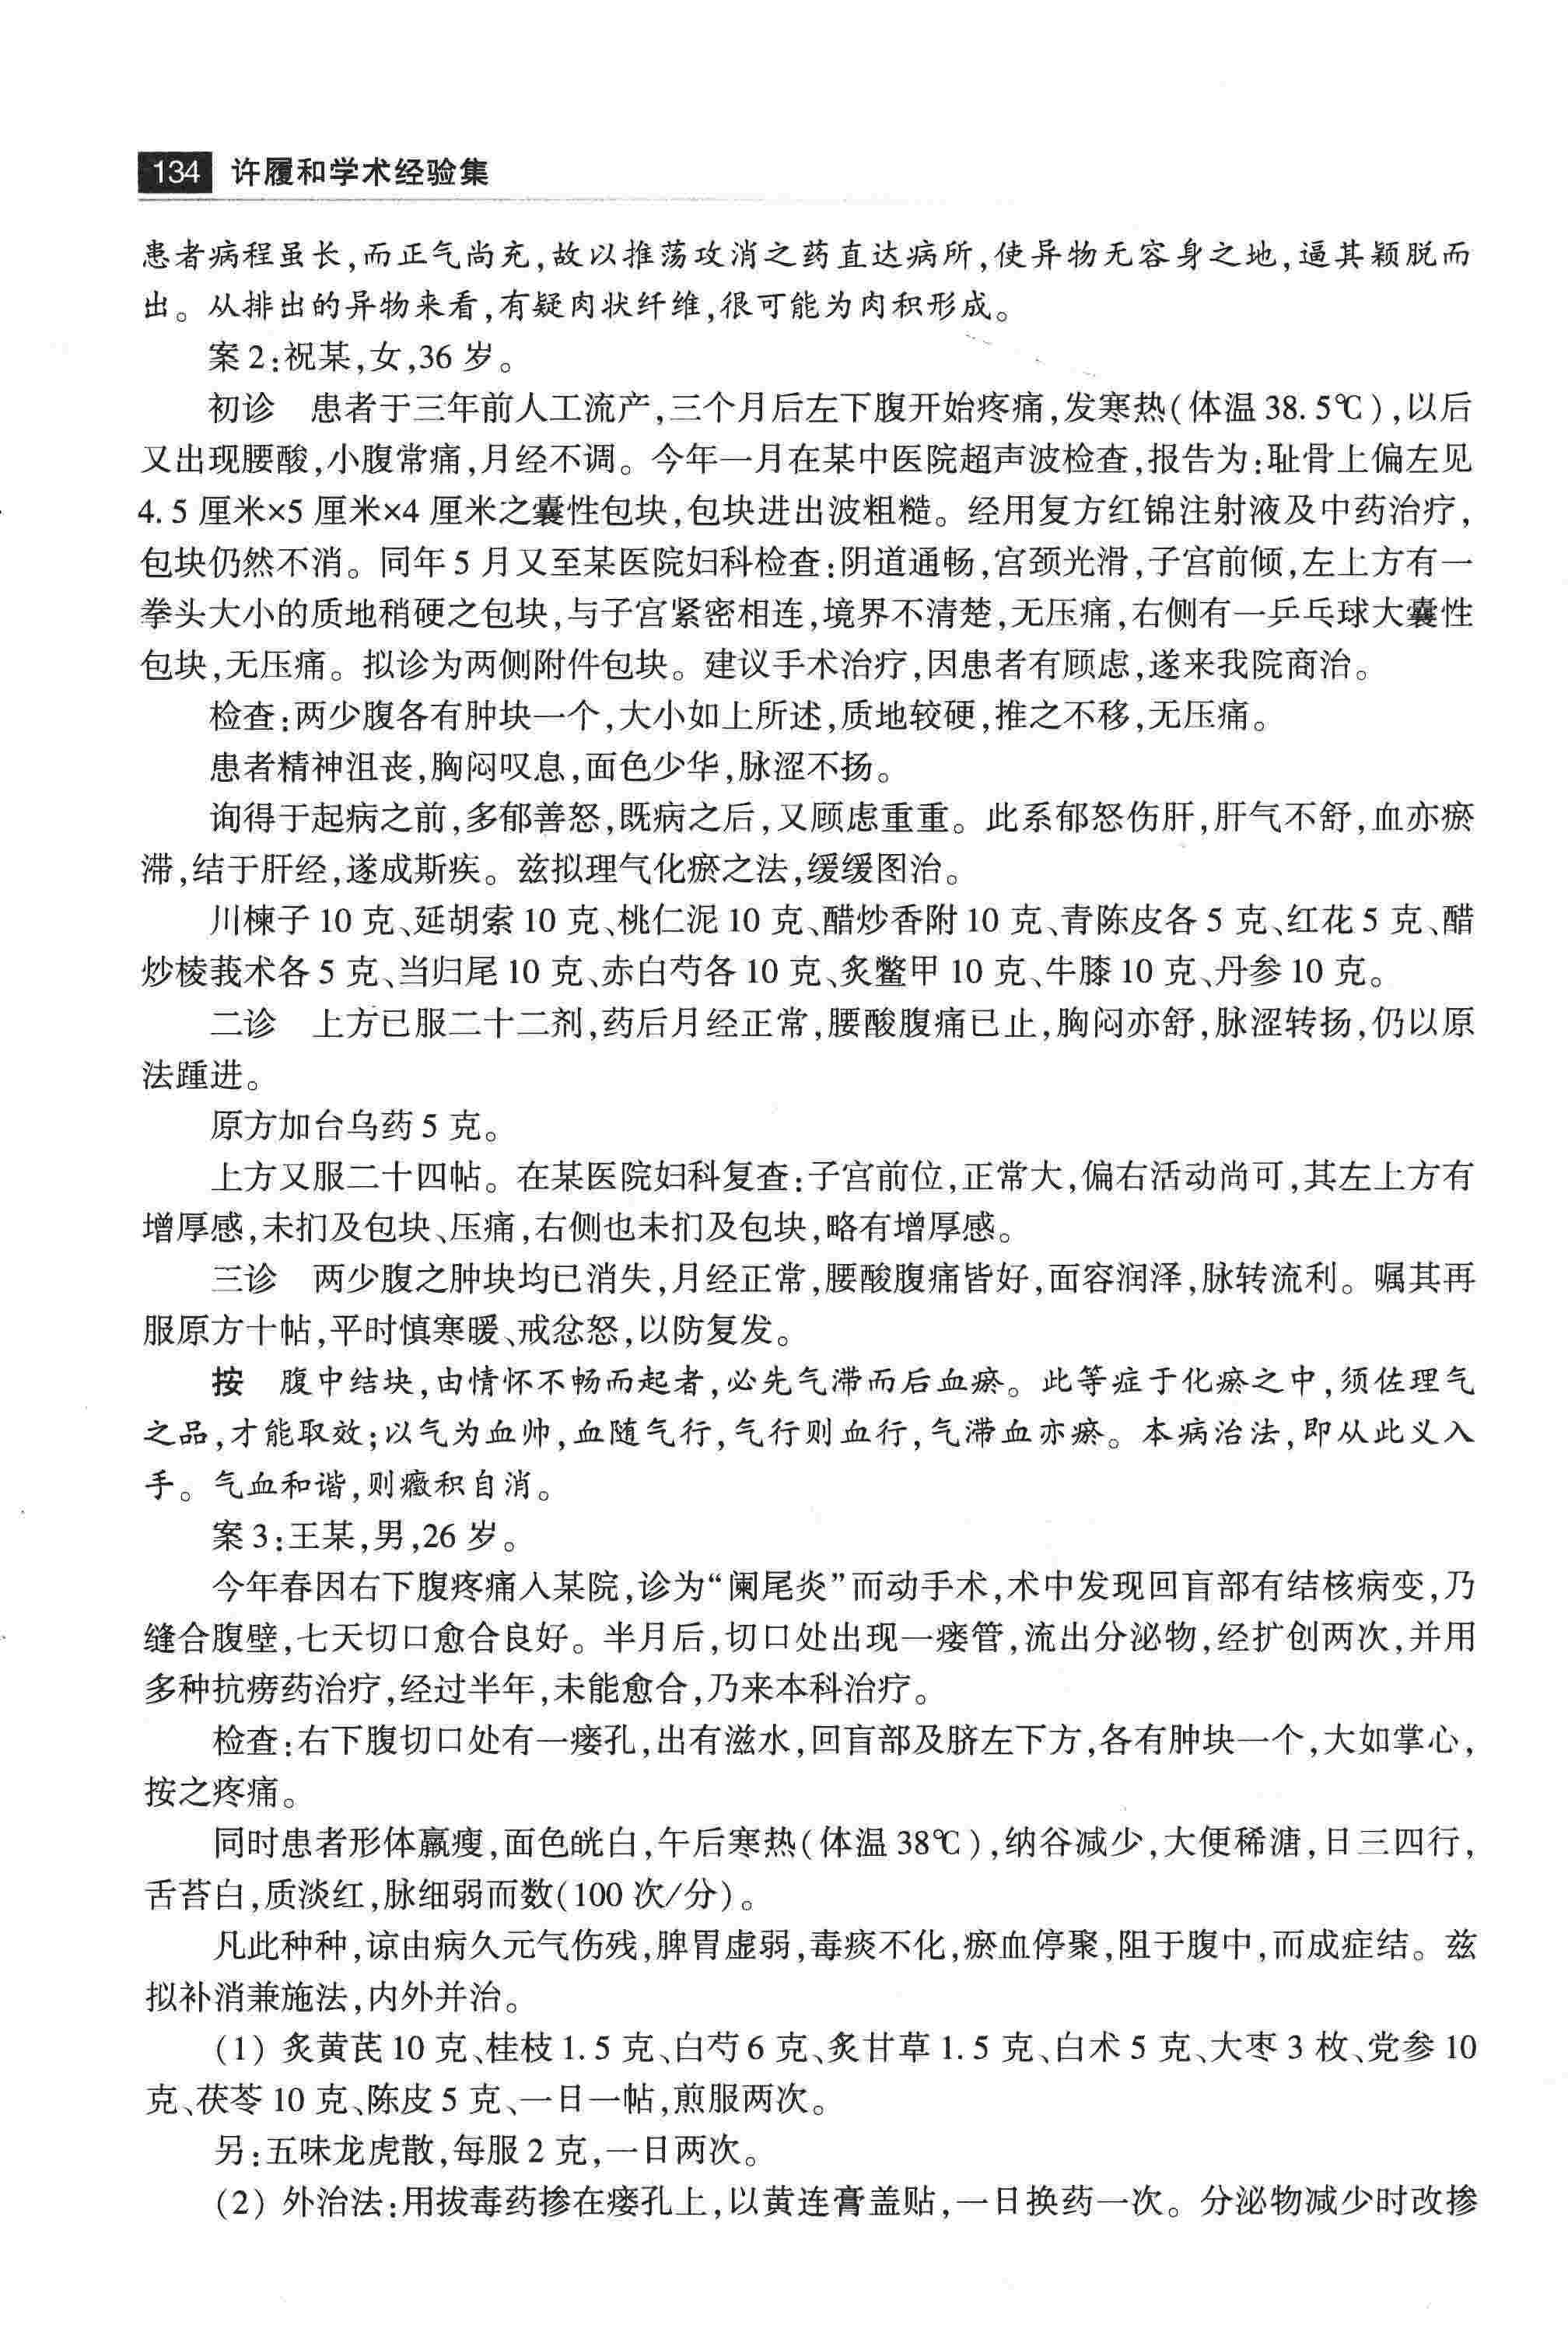 134 许履和学术经验集
患者病程虽长,而正气尚充,故以推荡攻消之药直达病所,使异物无容身之地,逼其颖脱而
出。从排出的异物来看,有疑肉状纤维,很可能为肉积形成。
案2:祝某,女,36岁。
初诊　患者于三年前人工流产,三个月后左下腹开始疼痛,发寒热(体温38.5℃),以后
又出现腰酸,小腹常痛,月经不调。今年一月在某中医院超声波检查,报告为:耻骨上偏左见
4.5厘米×5厘米×4厘米之囊性包块,包块进出波粗糙。经用复方红锦注射液及中药治疗,
包块仍然不消。同年5月又至某医院妇科检查:阴道通畅,宫颈光滑,子宫前倾,左上方有一
拳头大小的质地稍硬之包块,与子宫紧密相连,境界不清楚,无压痛,右侧有一乒乓球大囊性
包块,无压痛。拟诊为两侧附件包块。建议手术治疗,因患者有顾虑,遂来我院商治。
检查:两少腹各有肿块一个,大小如上所述,质地较硬,推之不移,无压痛。
患者精神沮丧,胸闷叹息,面色少华,脉涩不扬。
询得于起病之前,多郁善怒,既病之后,又顾虑重重。此系郁怒伤肝,肝气不舒,血亦瘀
滞,结于肝经,遂成斯疾。兹拟理气化瘀之法,缓缓图治。
川楝子10克、延胡索10克、桃仁泥10克、醋炒香附10克、青陈皮各5克、红花5克、醋
炒棱莪术各5克、当归尾10克、赤白芍各10克、炙鳖甲10克、牛膝10克、丹参10克。
二诊　上方已服二十二剂,药后月经正常,腰酸腹痛已止,胸闷亦舒,脉涩转扬,仍以原
法踵进。
原方加台乌药5克。
上方又服二十四帖。在某医院妇科复查:子宫前位,正常大,偏右活动尚可,其左上方有
增厚感,未扪及包块、压痛,右侧也未扪及包块,略有增厚感。
三诊　两少腹之肿块均已消失,月经正常,腰酸腹痛皆好,面容润泽,脉转流利。嘱其再
服原方十帖,平时慎寒暖、戒忿怒,以防复发。
按　腹中结块,由情怀不畅而起者,必先气滞而后血瘀。此等症于化瘀之中,须佐理气
之品,才能取效;以气为血帅,血随气行,气行则血行,气滞血亦瘀。本病治法,即从此义入
手。气血和谐,则癥积自消。
案3:王某,男,26岁。
今年春因右下腹疼痛入某院,诊为“阑尾炎”而动手术,术中发现回盲部有结核病变,乃
缝合腹壁,七天切口愈合良好。半月后,切口处出现一瘘管,流出分泌物,经扩创两次,并用
多种抗痨药治疗,经过半年,未能愈合,乃来本科治疗。
检查:右下腹切口处有一瘘孔,出有滋水,回盲部及脐左下方,各有肿块一个,大如掌心,
按之疼痛。
同时患者形体羸瘦,面色㿠白,午后寒热(体温38℃),纳谷减少,大便稀溏,日三四行,
舌苔白,质淡红,脉细弱而数(100次/分)。
凡此种种,谅由病久元气伤残,脾胃虚弱,毒痰不化,瘀血停聚,阻于腹中,而成症结。兹
拟补消兼施法,内外并治。
(1) 炙黄芪10克、桂枝1.5克、白芍6克、炙甘草1.5克、白术5克、大枣3枚、党参10
克、茯苓10克、陈皮5克、一日一帖,煎服两次。
另:五味龙虎散,每服2克,一日两次。
(2) 外治法:用拔毒药掺在瘘孔上,以黄连膏盖贴,一日换药一次。分泌物减少时改掺